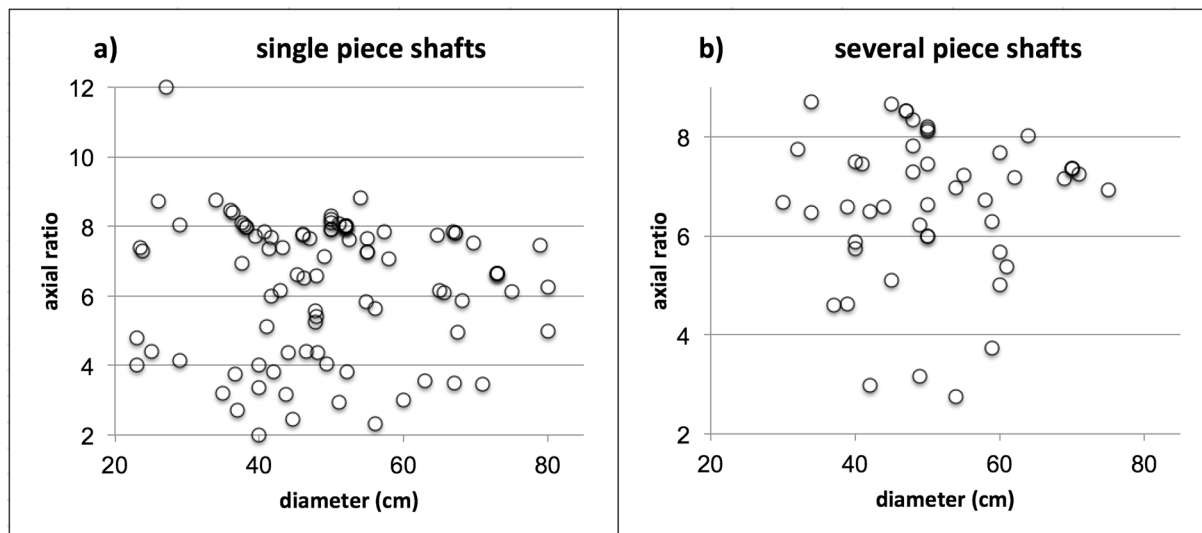 a) single piece shafts
12
10
8
6
4
2
axial ratio
20 40 60 80
diameter (cm)
b) several piece shafts
8
6
4
2
axial ratio
20 40 60 80
diameter (cm)